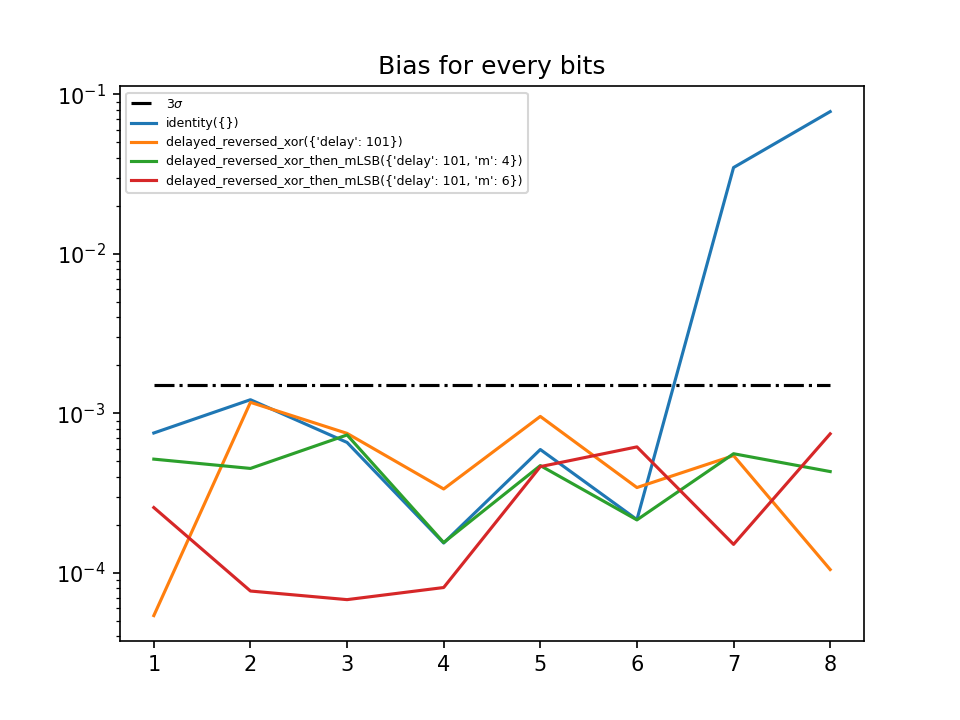 Bias for every bits
10⁻¹
10⁻²
10⁻³
10⁻⁴
3σ
identity({})
delayed_reversed_xor({'delay': 101})
delayed_reversed_xor_then_mLSB({'delay': 101, 'm': 4})
delayed_reversed_xor_then_mLSB({'delay': 101, 'm': 6})
1 2 3 4 5 6 7 8